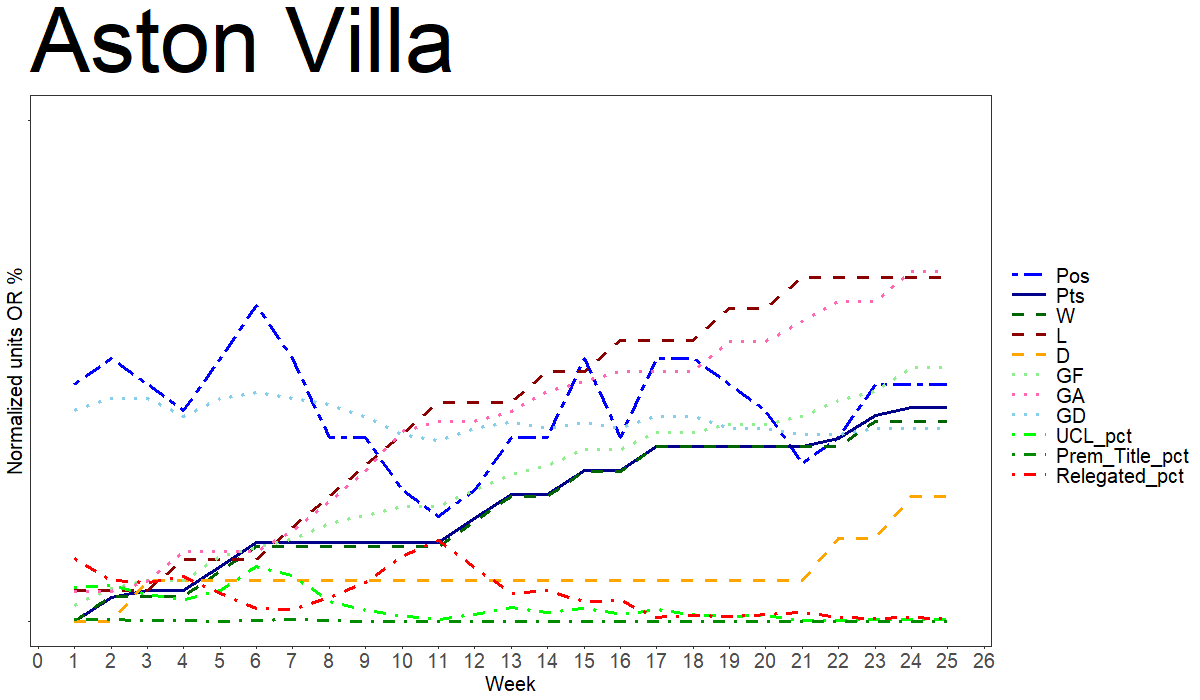 Aston Villa
Normalized units OR %
Pos
Pts
W
L
D
GF
GA
GD
UCL_pct
Prem_Title_pct
Relegated_pct
0 1 2 3 4 5 6 7 8 9 10 11 12 13 14 15 16 17 18 19 20 21 22 23 24 25 26
Week